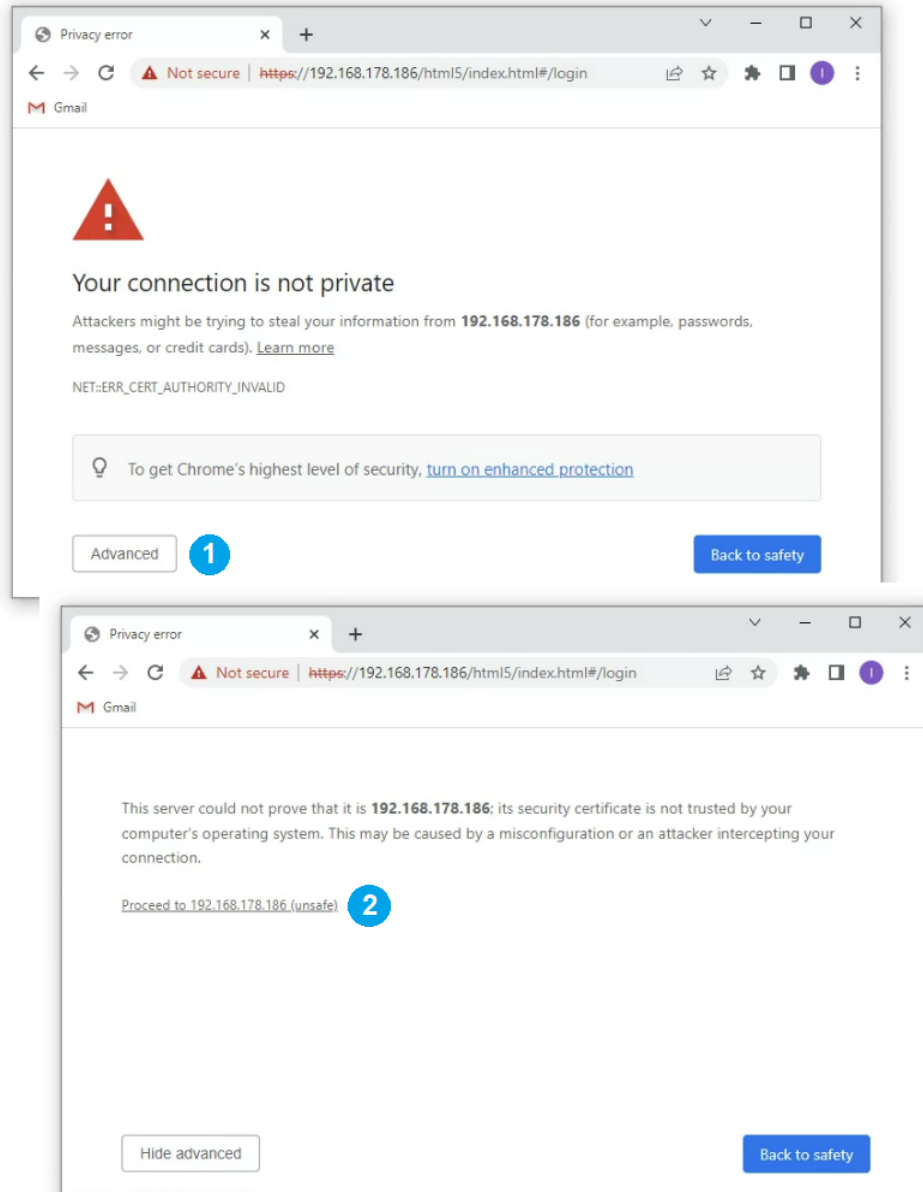 Privacy error
Not secure https://192.168.178.186/html5/index.html#/login I
Gmail
Your connection is not private
Attackers might be trying to steal your information from 192.168.178.186 (for example, passwords,
messages, or credit cards). Learn more
NET::ERR_CERT_AUTHORITY_INVALID
To get Chrome's highest level of security, turn on enhanced protection
Advanced 1 Back to safety
Privacy error
Not secure https://192.168.178.186/html5/index.html#/login I
Gmail
This server could not prove that it is 192.168.178.186; its security certificate is not trusted by your
computer's operating system. This may be caused by a misconfiguration or an attacker intercepting your
connection.
Proceed to 192.168.178.186 (unsafe) 2
Hide advanced Back to safety